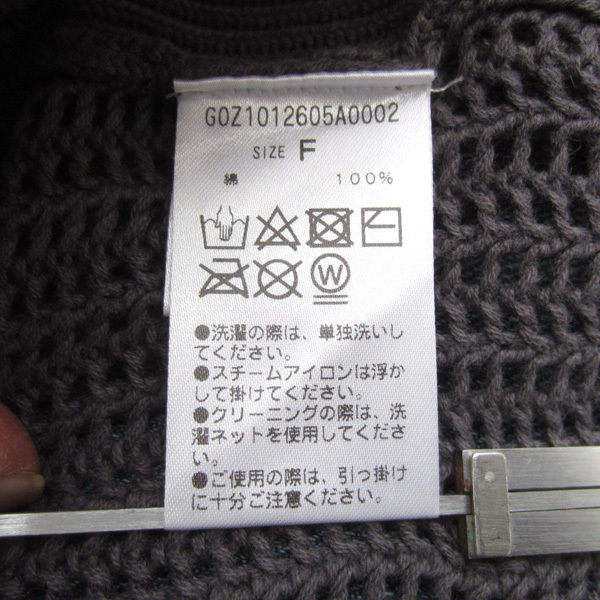 G0Z1012605A0002
SIZE F
綿 100%
W
●洗濯の際は、単独洗いし
てください。
●スチームアイロンは浮か
して掛けてください。
●クリーニングの際は、洗
濯ネットを使用してくださ
い。
●ご使用の際は、引っ掛け
に十分ご注意ください。